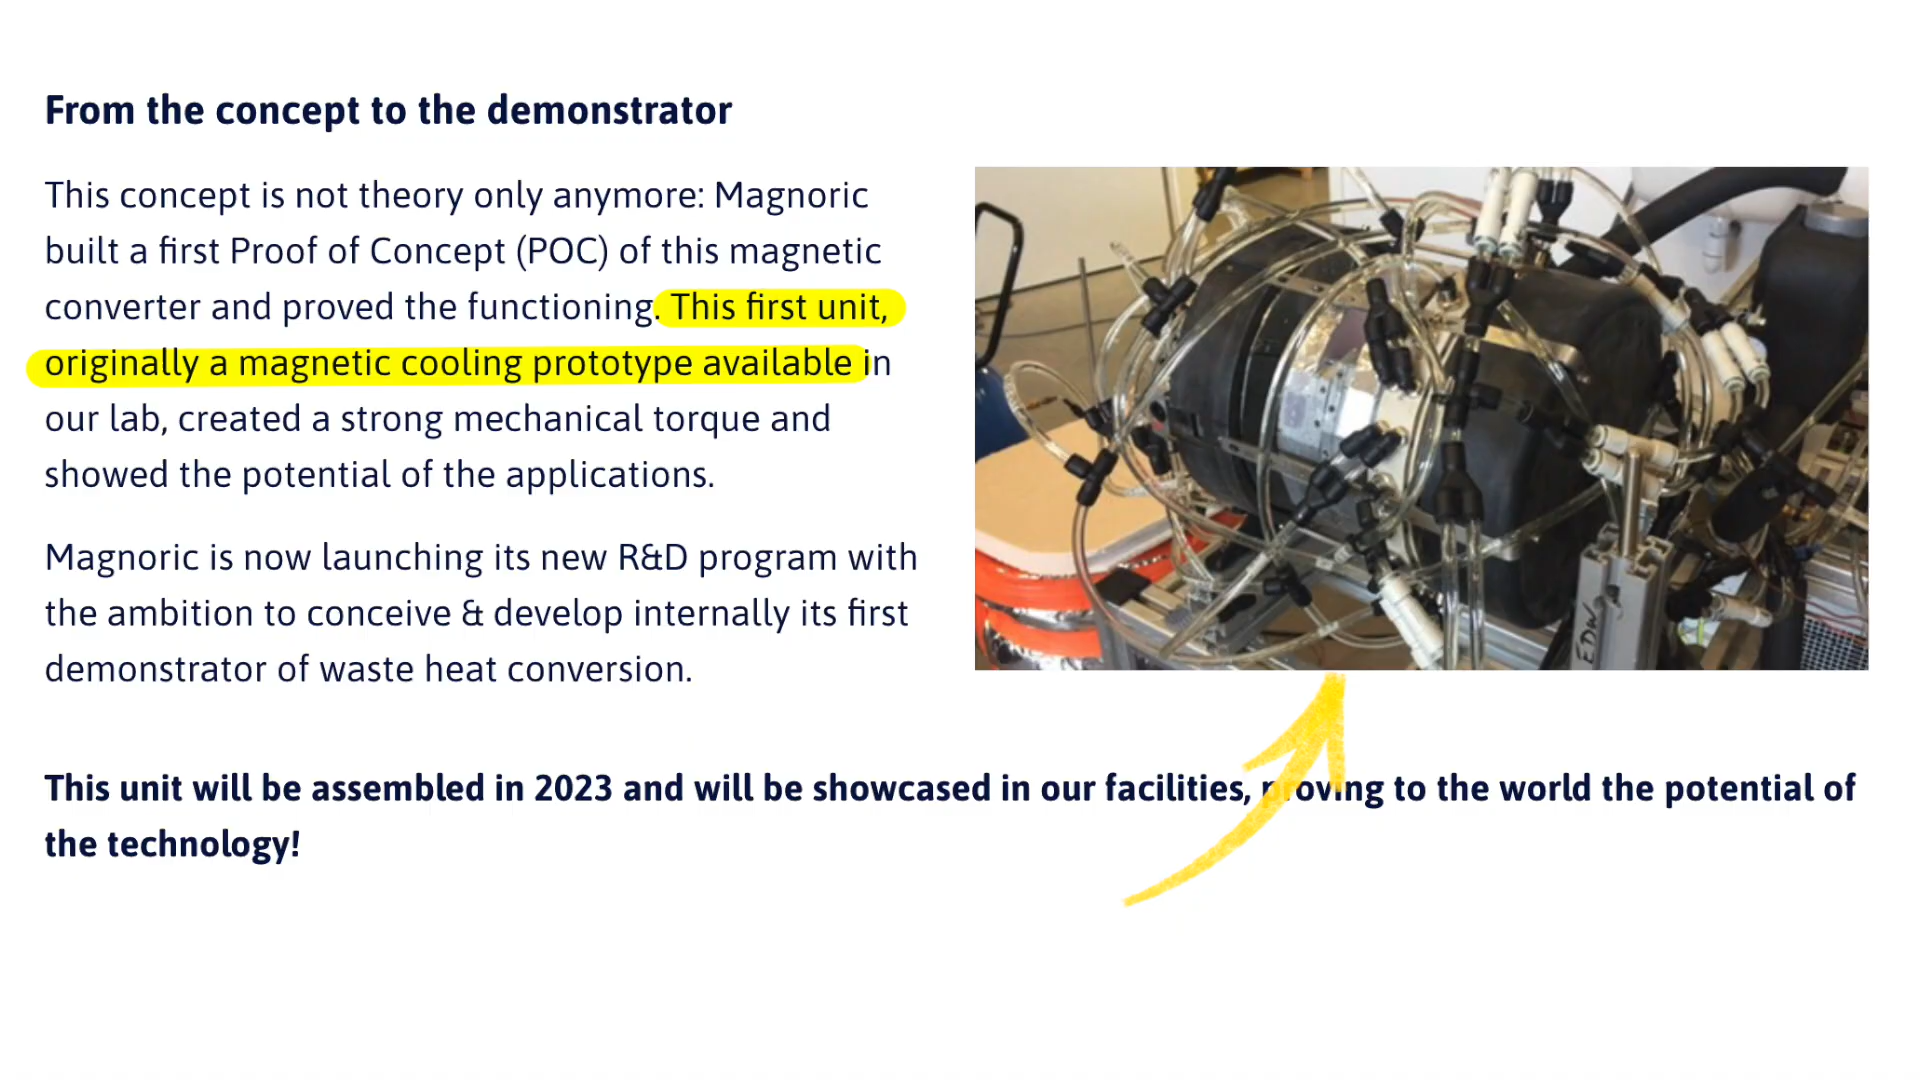 From the concept to the demonstrator
This concept is not theory only anymore: Magnoric
built a first Proof of Concept (POC) of this magnetic
converter and proved the functioning. This first unit,
originally a magnetic cooling prototype available in
our lab, created a strong mechanical torque and
showed the potential of the applications.
Magnoric is now launching its new R&D program with
the ambition to conceive & develop internally its first
demonstrator of waste heat conversion.
EDW
This unit will be assembled in 2023 and will be showcased in our facilities, proving to the world the potential of
the technology!